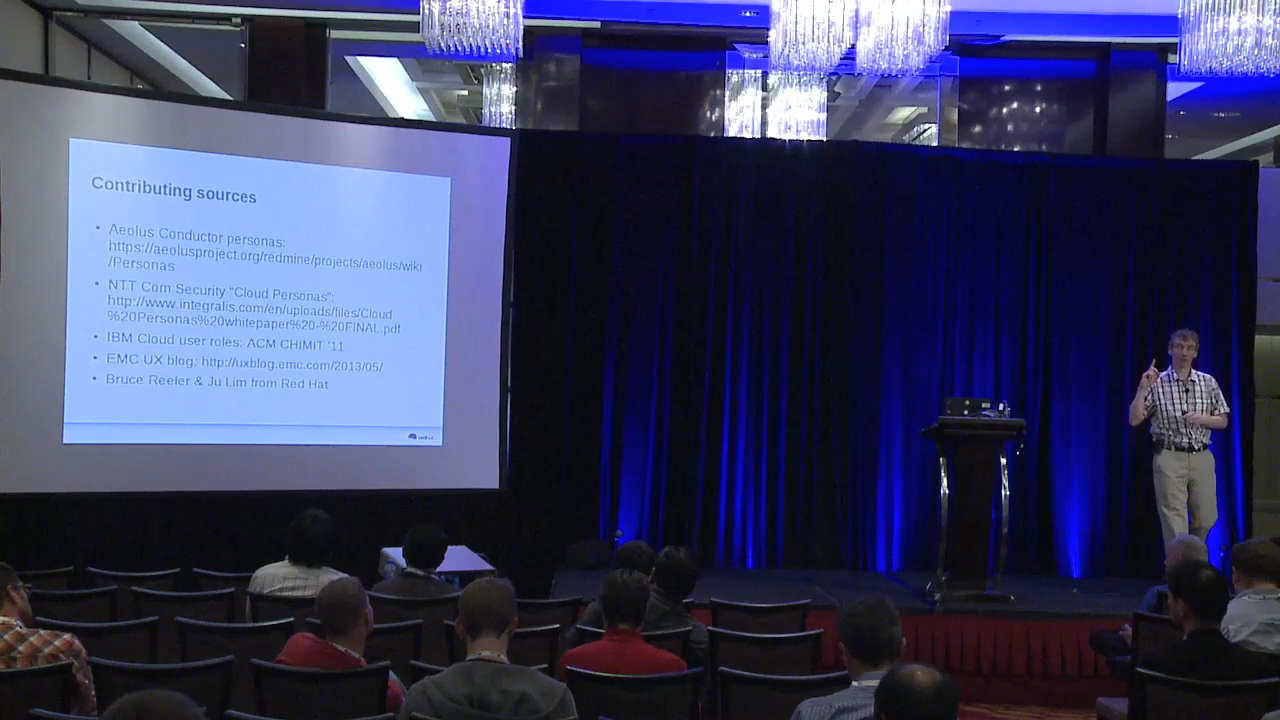 Contributing sources
• Aeolus Conductor personas:
https://aeolusproject.org/redmine/projects/aeolus/wiki
/Personas
• NTT Com Security "Cloud Personas":
http://www.integralis.com/en/uploads/files/Cloud
%20Personas%20whitepaper%20-%20FINAL.pdf
• IBM Cloud user roles: ACM CHIMIT '11
• EMC UX blog: http://uxblog.emc.com/2013/05/
• Bruce Reeler & Ju Lim from Red Hat